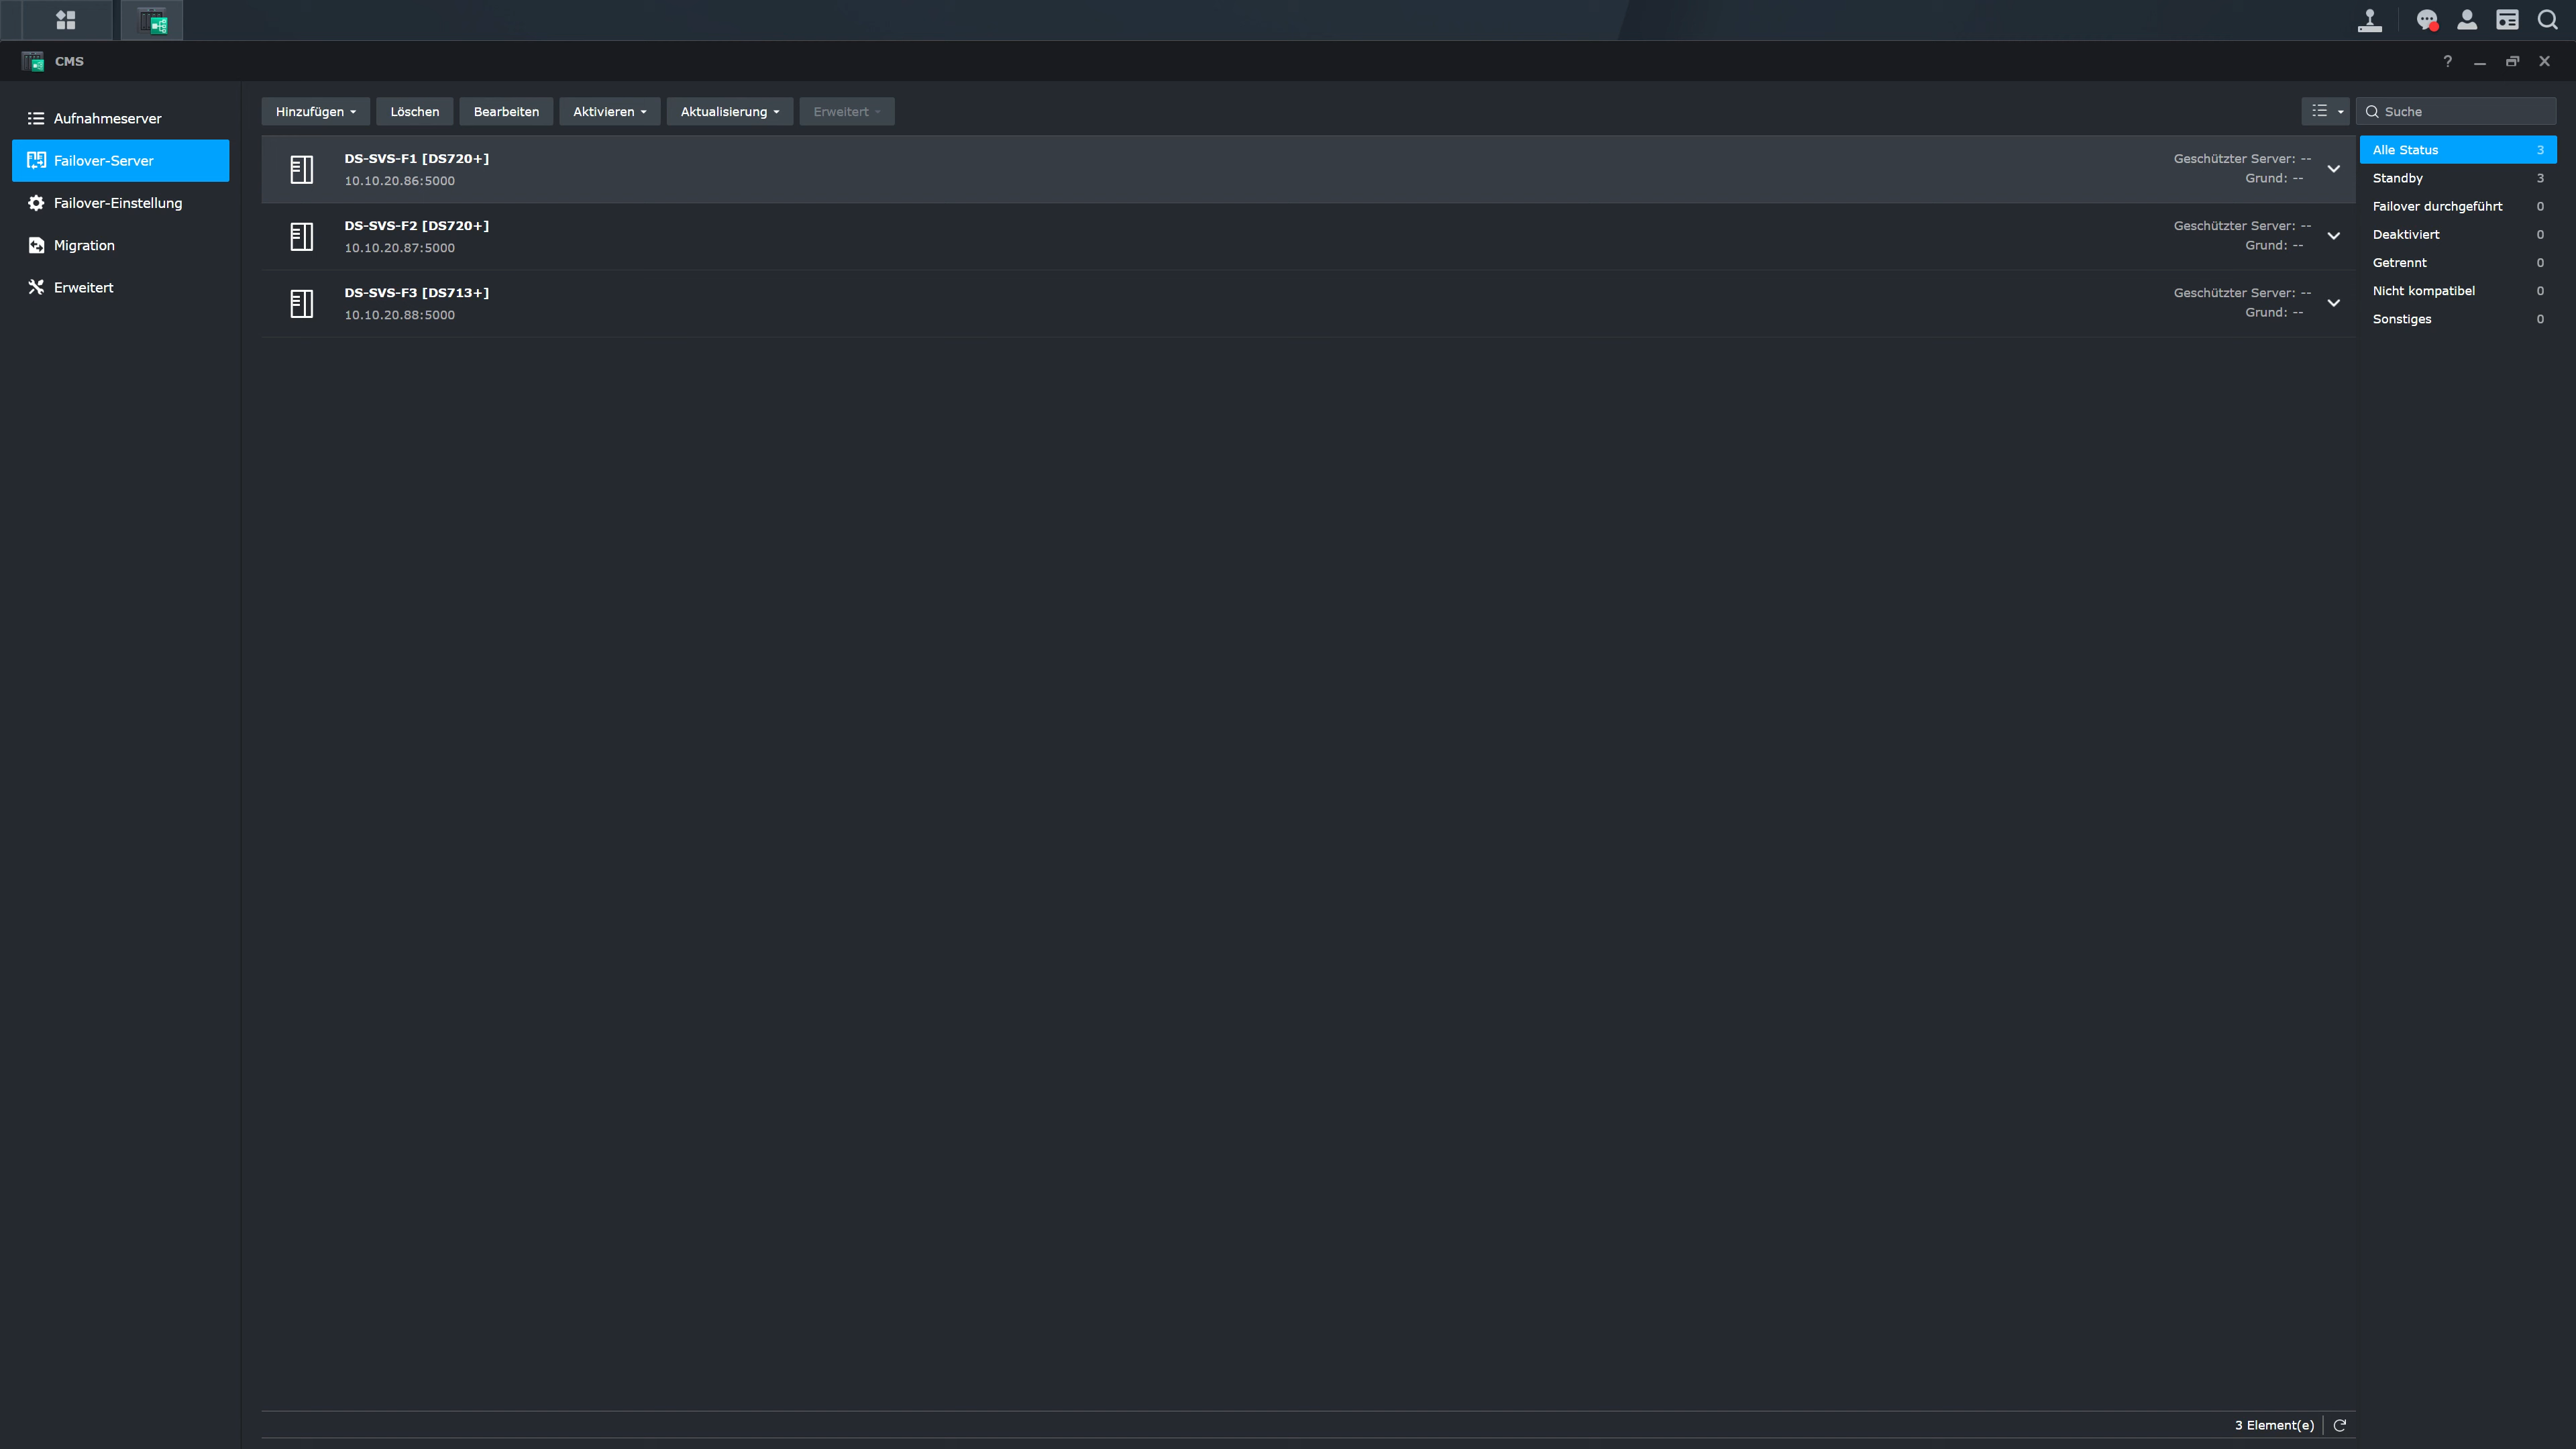 CMS
?
Aufnahmeserver
Failover-Server
Failover-Einstellung
Migration
Erweitert
Hinzufügen
Löschen
Bearbeiten
Aktivieren
Aktualisierung
Erweitert
Suche
DS-SVS-F1 [DS720+]
10.10.20.86:5000
Geschützter Server: --
Grund: --
DS-SVS-F2 [DS720+]
10.10.20.87:5000
Geschützter Server: --
Grund: --
DS-SVS-F3 [DS713+]
10.10.20.88:5000
Geschützter Server: --
Grund: --
Alle Status 3
Standby 3
Failover durchgeführt 0
Deaktiviert 0
Getrennt 0
Nicht kompatibel 0
Sonstiges 0
3 Element(e)